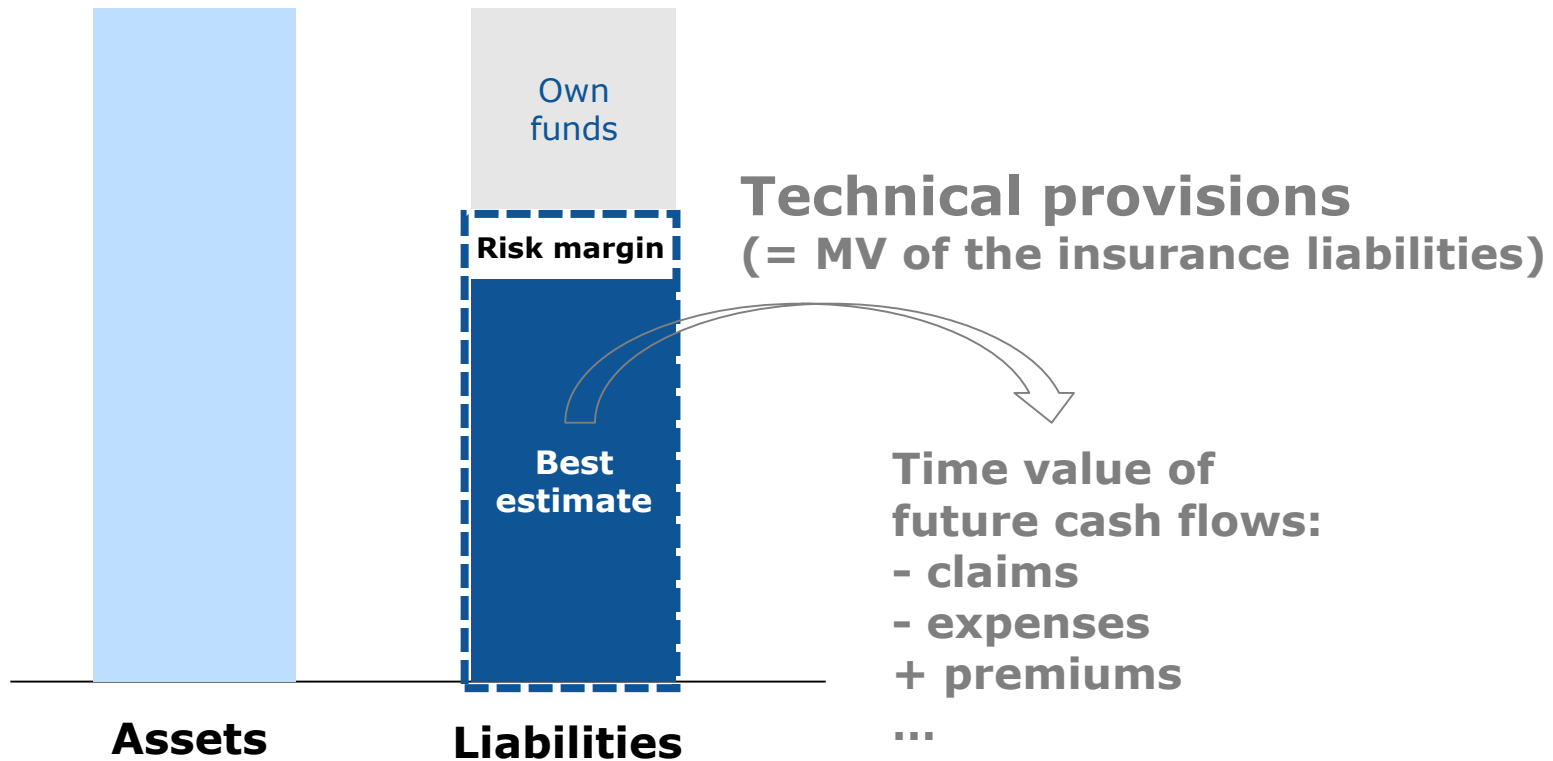 Own
funds
Technical provisions
(= MV of the insurance liabilities)
Risk margin
Best
estimate
Time value of
future cash flows:
- claims
- expenses
+ premiums
...
Assets
Liabilities